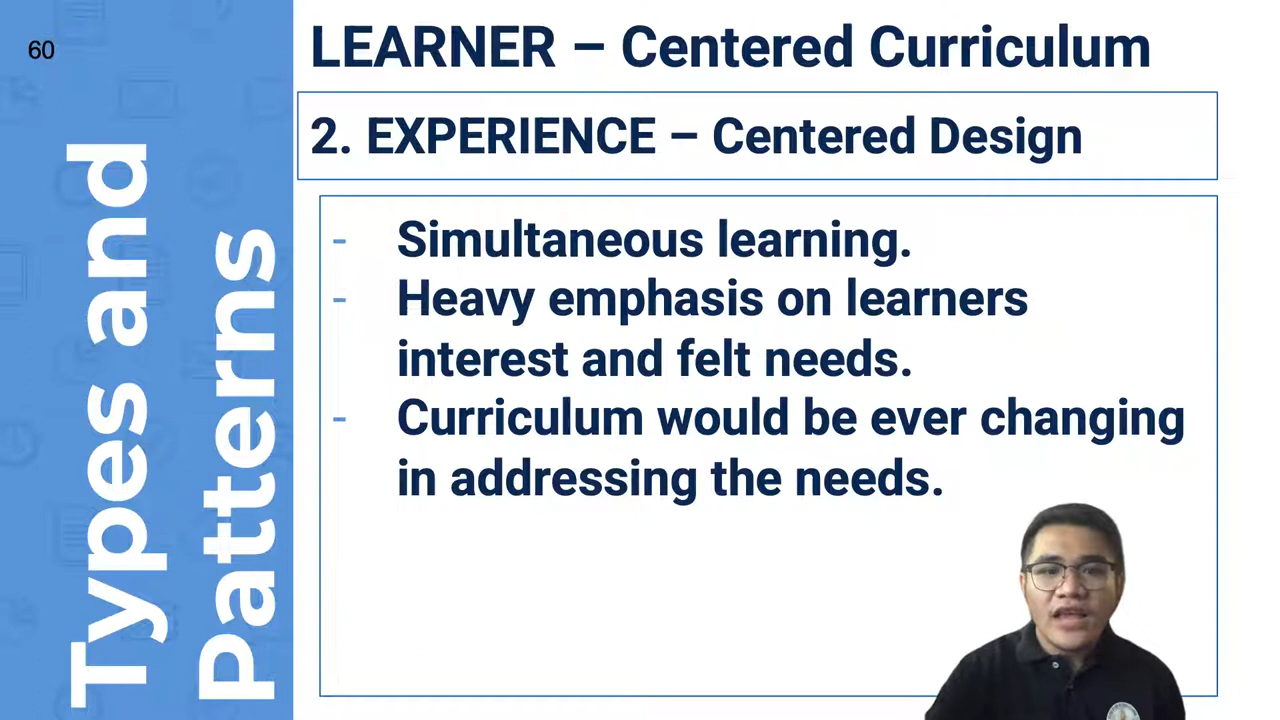 60
Types and
Patterns
LEARNER – Centered Curriculum
2. EXPERIENCE – Centered Design
- Simultaneous learning.
- Heavy emphasis on learners
interest and felt needs.
- Curriculum would be ever changing
in addressing the needs.